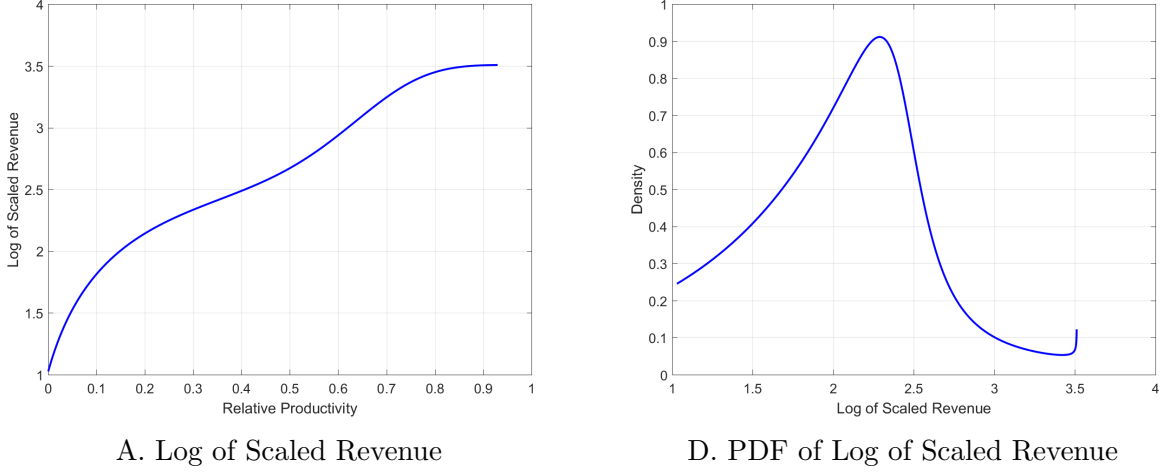 4
3.5
3
2.5
2
1.5
1
Log of Scaled Revenue
0 0.1 0.2 0.3 0.4 0.5 0.6 0.7 0.8 0.9 1
Relative Productivity
A. Log of Scaled Revenue
1
0.9
0.8
0.7
0.6
0.5
0.4
0.3
0.2
0.1
0
Density
1 1.5 2 2.5 3 3.5 4
Log of Scaled Revenue
D. PDF of Log of Scaled Revenue